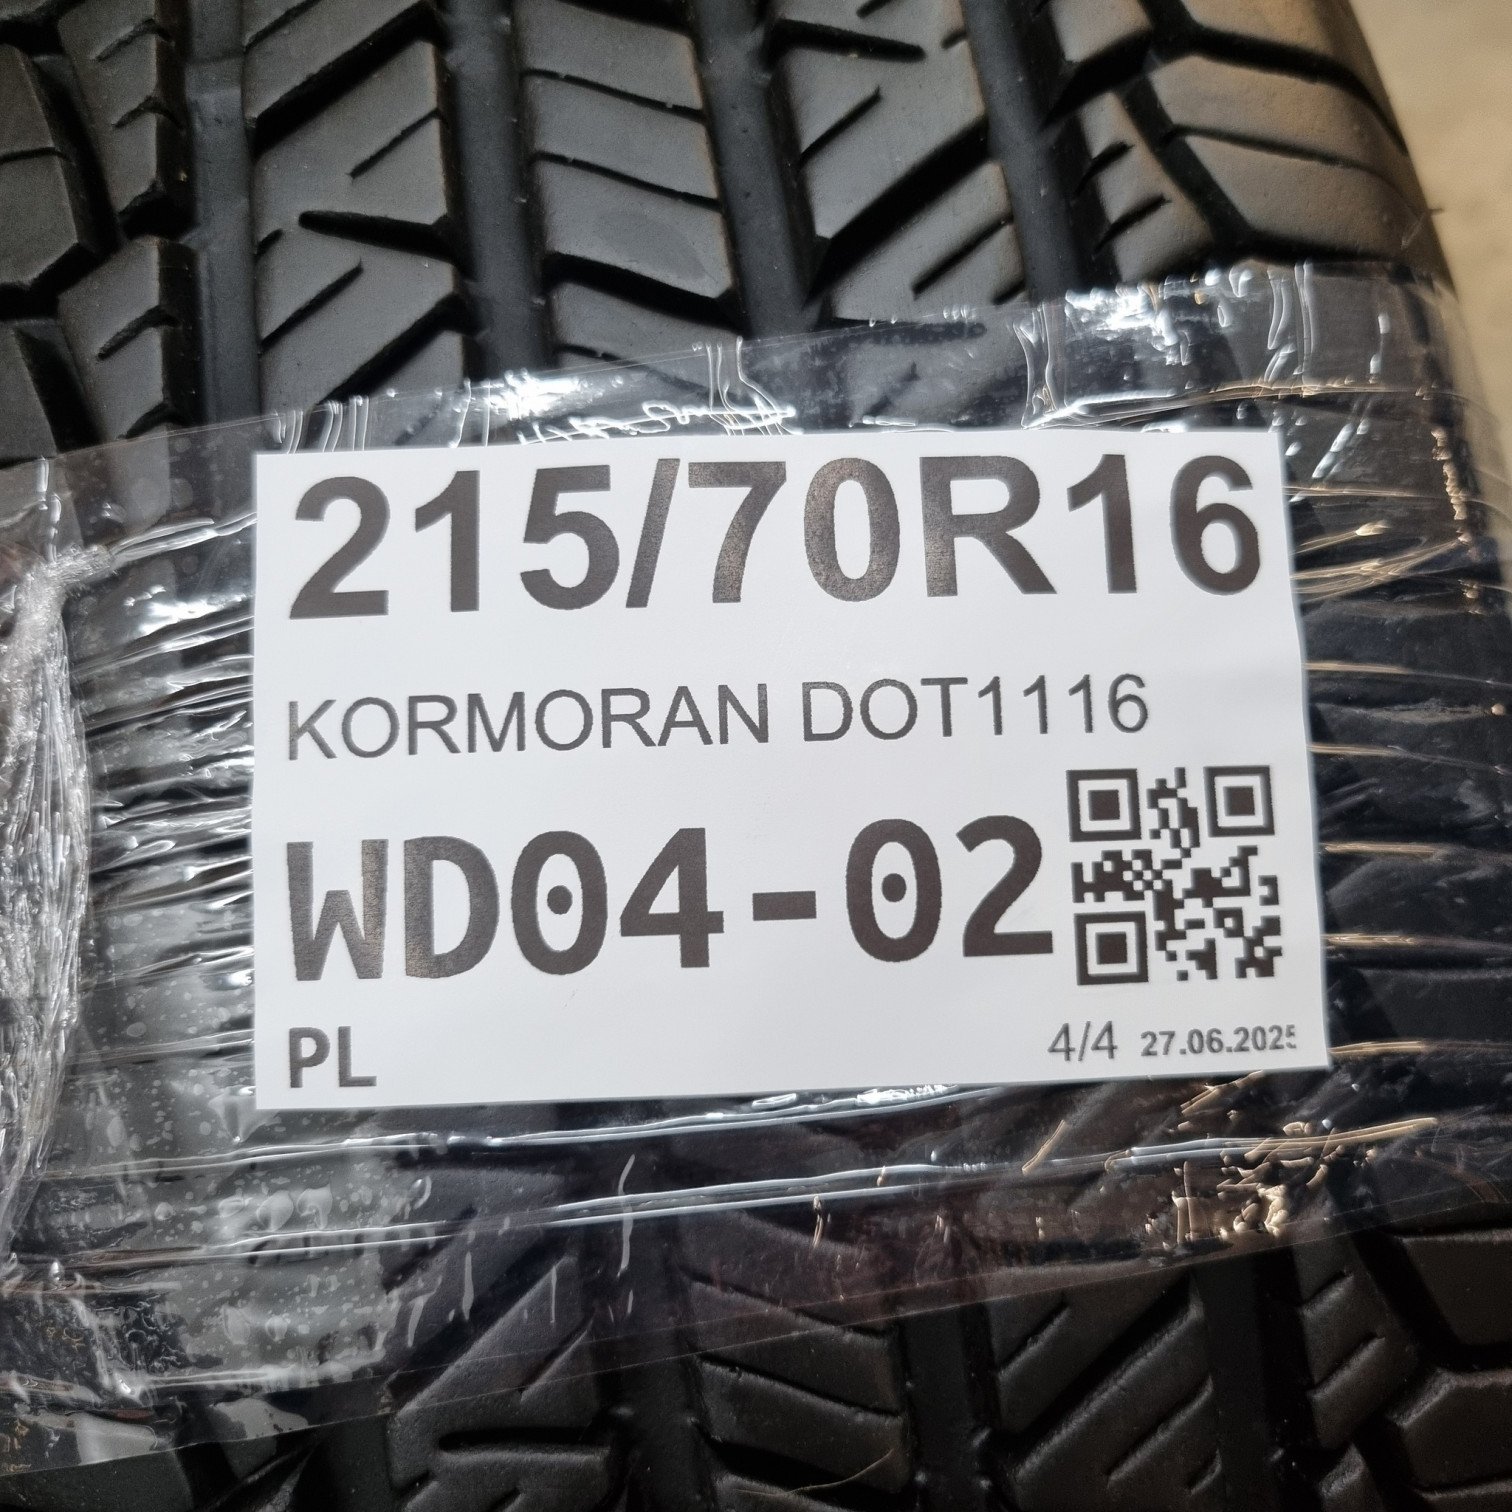 215/70R16
KORMORAN DOT1116
WD04-02
PL
4/4 27.06.2025